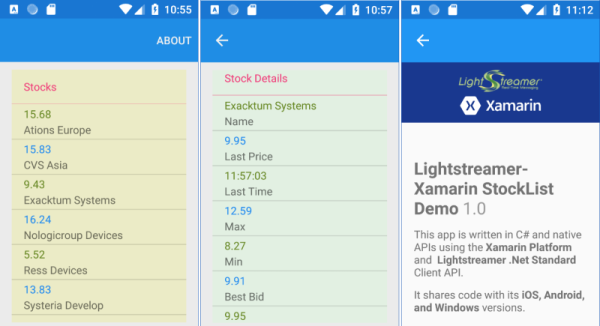 10:55
ABOUT
Stocks
15.68
Ations Europe
15.83
CVS Asia
9.43
Exacktum Systems
16.24
Nologicroup Devices
5.52
Ress Devices
13.83
Systeria Develop
10:57
Stock Details
Exacktum Systems
Name
9.95
Last Price
11:57:03
Last Time
12.59
Max
8.27
Min
9.91
Best Bid
9.95
11:12
LightStreamer
Xamarin
Lightstreamer-
Xamarin StockList
Demo 1.0
This app is written in C# and native
APIs using the Xamarin Platform
and Lightstreamer .Net Standard
Client API.
It shares code with its iOS, Android,
and Windows versions.